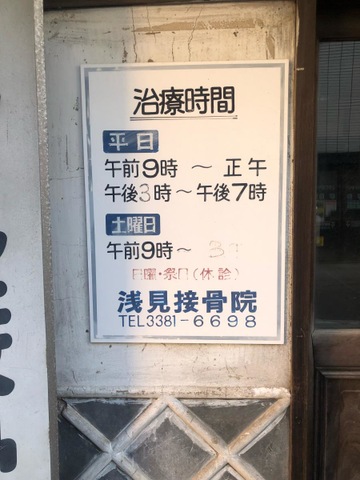 治療時間
平日
午前9時 ～ 正午
午後3時～午後7時
土曜日
午前9時～
日曜・祭日(休診)
浅見接骨院
TEL3381-6698